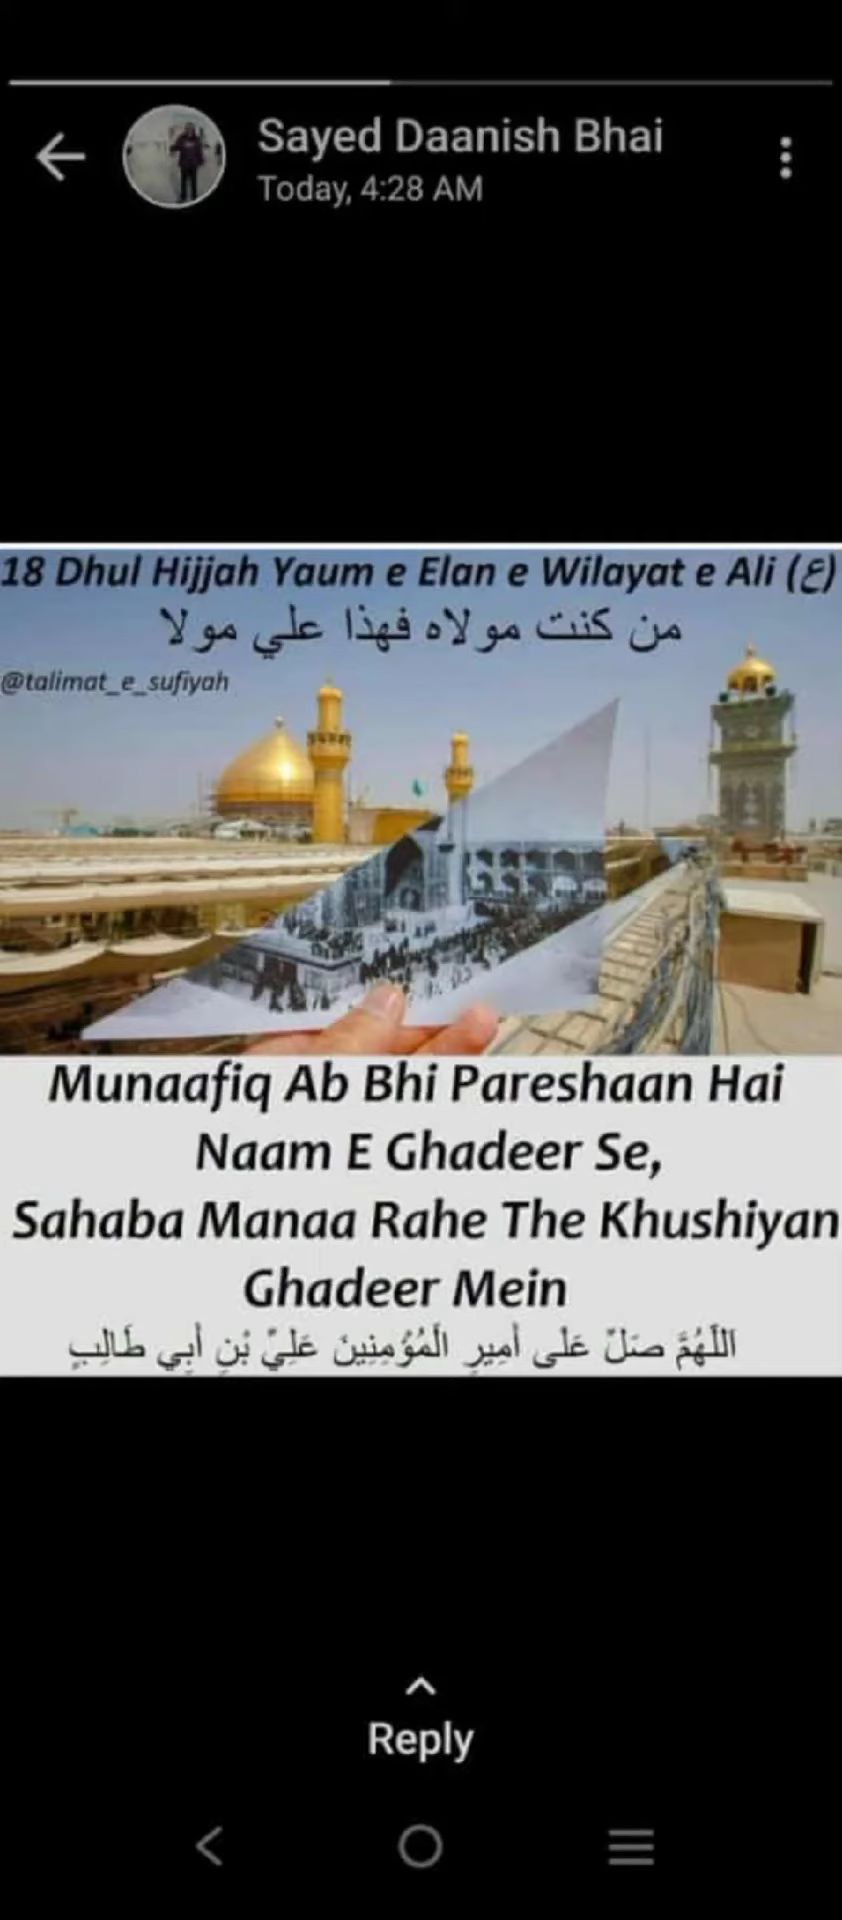 Sayed Daanish Bhai
Today, 4:28 AM
18 Dhul Hijjah Yaum e Elan e Wilayat e Ali (ع)
من كنت مولاه فهذا علي مولا
@talimat_e_sufiyah
Munaafiq Ab Bhi Pareshaan Hai
Naam E Ghadeer Se,
Sahaba Manaa Rahe The Khushiyan
Ghadeer Mein
اللَّهُمَّ صَلِّ عَلَى أَمِيرِ الْمُؤْمِنِينَ عَلِيِّ بْنِ أَبِي طَالِبٍ
Reply